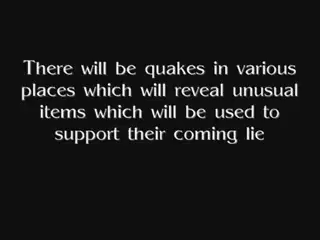 There will be quakes in various
places which will reveal unusual
items which will be used to
support their coming lie